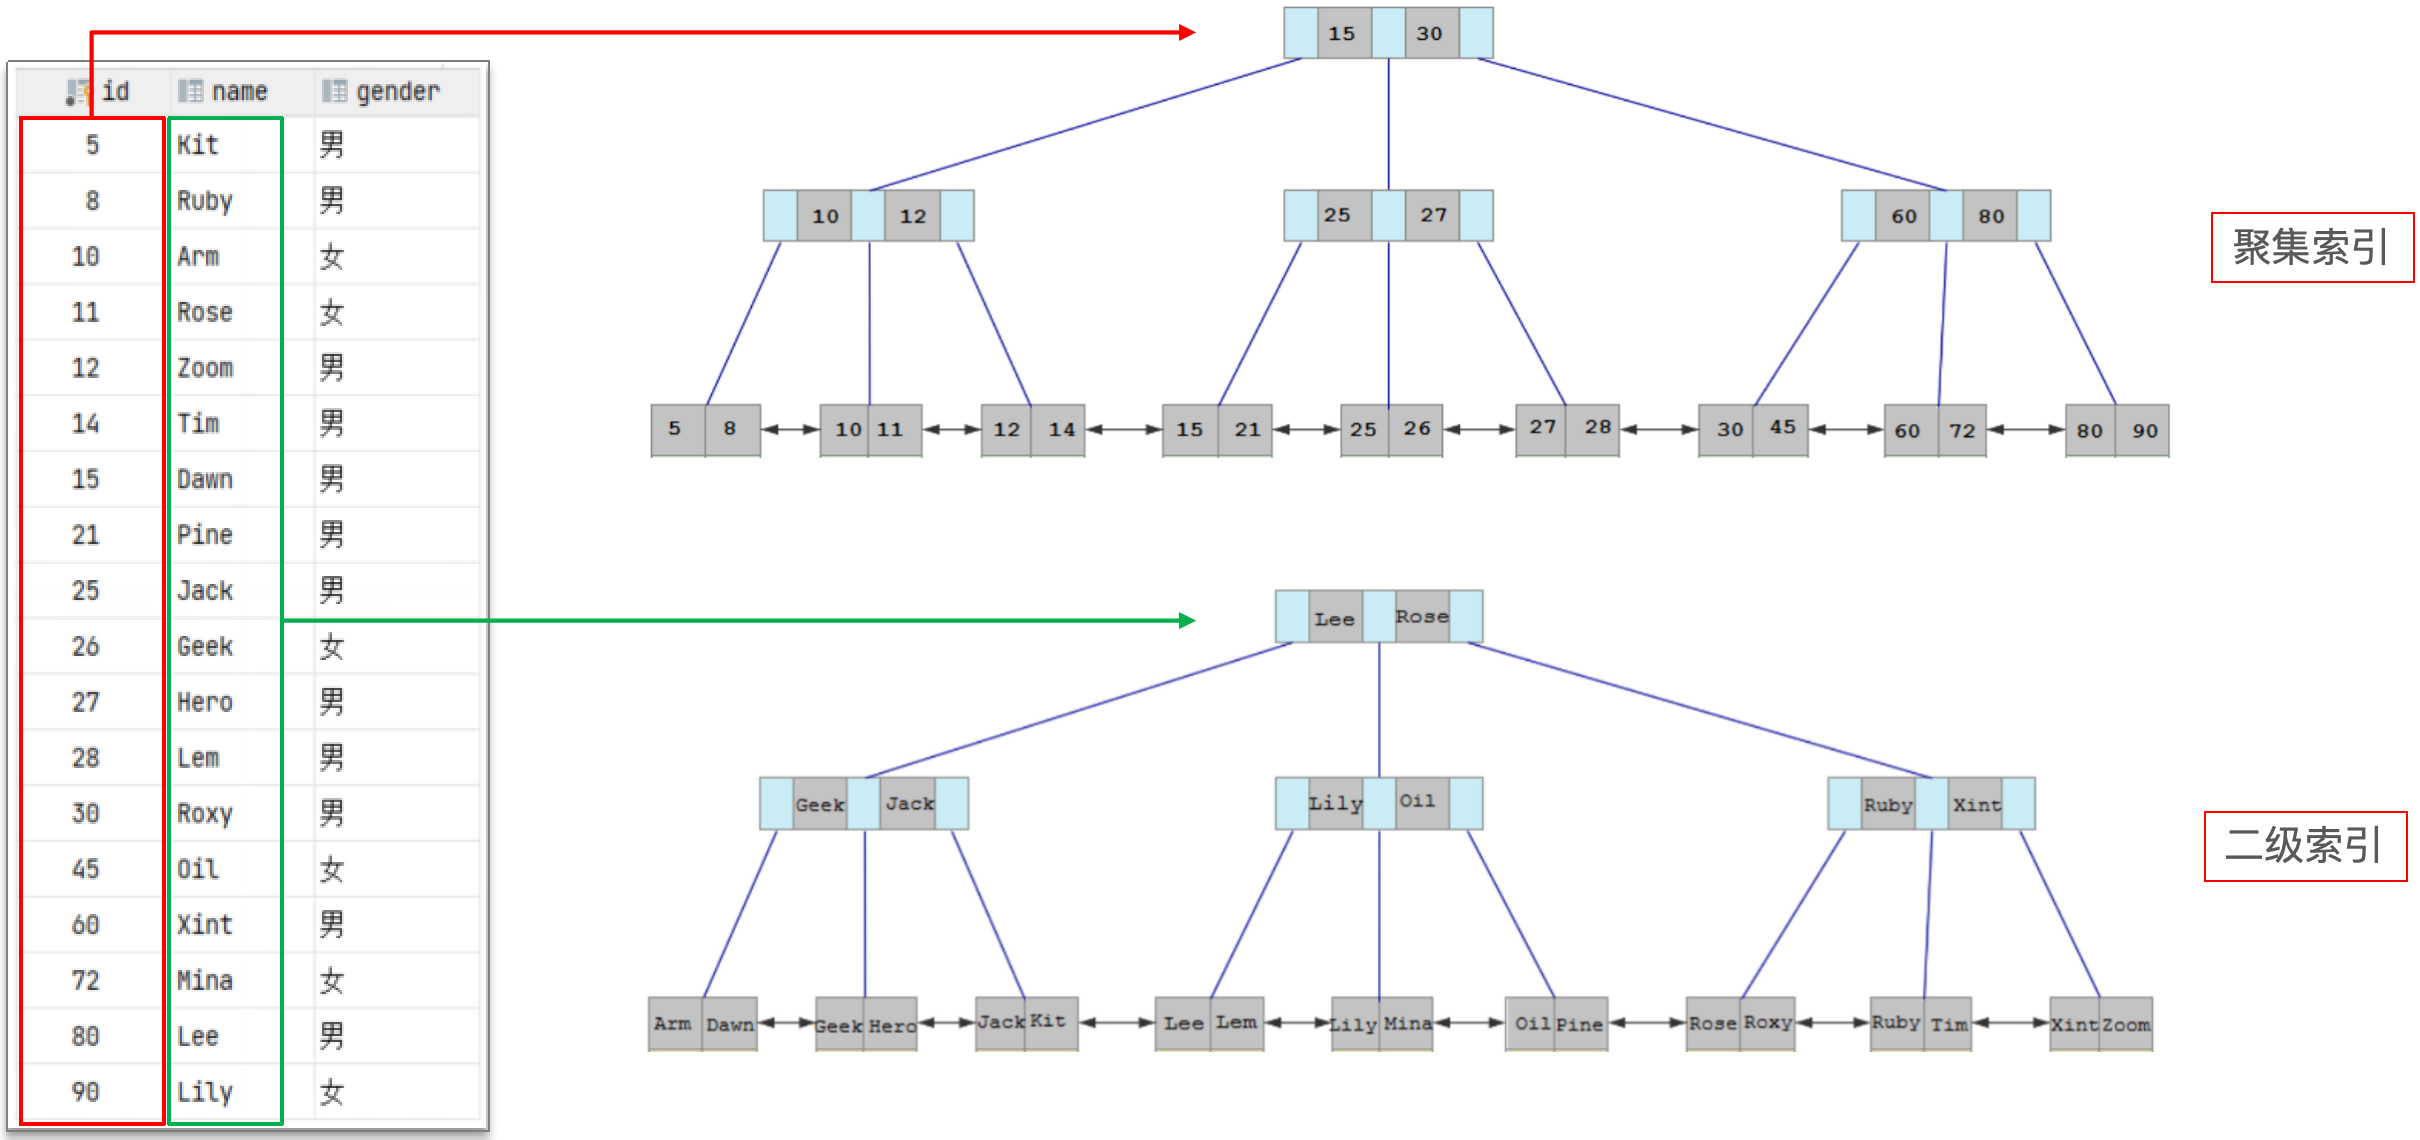 id name gender
5 Kit 男
8 Ruby 男
10 Arm 女
11 Rose 女
12 Zoom 男
14 Tim 男
15 Dawn 男
21 Pine 男
25 Jack 男
26 Geek 女
27 Hero 男
28 Lem 男
30 Roxy 男
45 Oil 女
60 Xint 男
72 Mina 女
80 Lee 男
90 Lily 女
15 30
10 12 25 27 60 80
聚集索引
5 8 10 11 12 14 15 21 25 26 27 28 30 45 60 72 80 90
Lee Rose
Geek Jack Lily Oil Ruby Xint
二级索引
Arm Dawn Geek Hero Jack Kit Lee Lem Lily Mina Oil Pine Rose Roxy Ruby Tim Xint Zoom